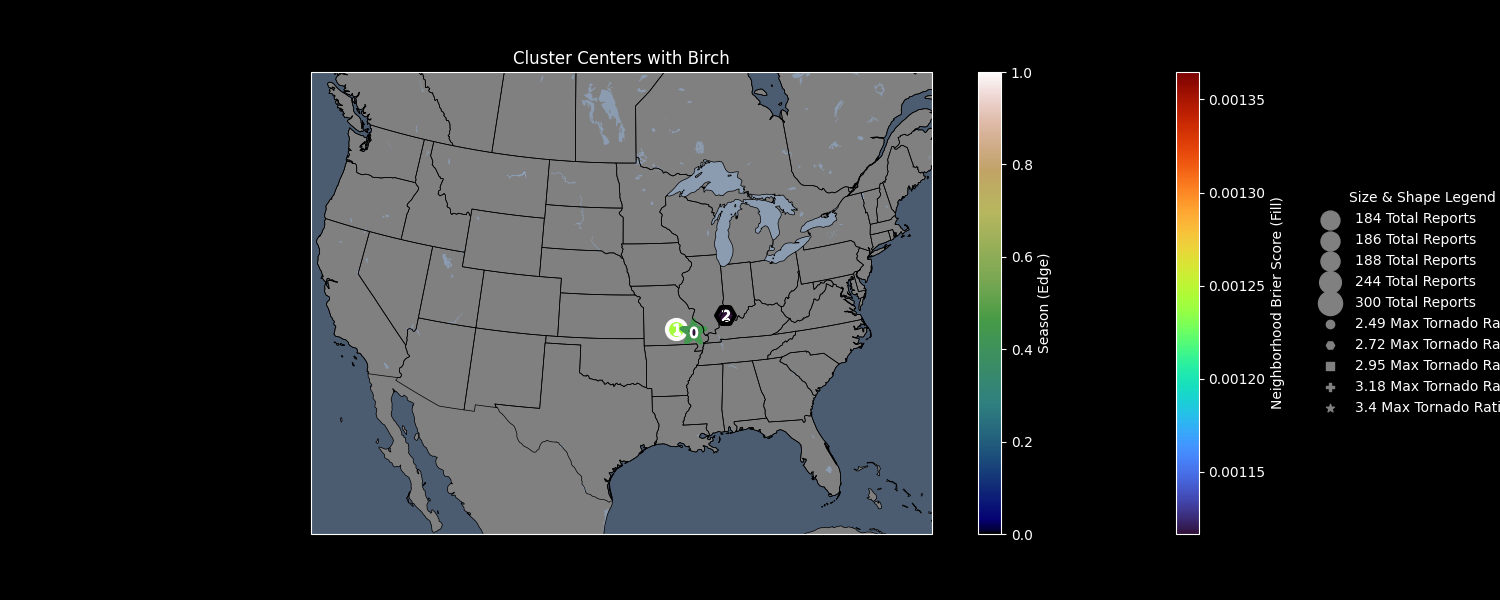 Cluster Centers with Birch
1
0
2
1.0
0.8
0.6
0.4
0.2
0.0
Season (Edge)
0.00135
0.00130
0.00125
0.00120
0.00115
Neighborhood Brier Score (Fill)
Size & Shape Legend
184 Total Reports
186 Total Reports
188 Total Reports
244 Total Reports
300 Total Reports
2.49 Max Tornado Ra
2.72 Max Tornado Ra
2.95 Max Tornado Ra
3.18 Max Tornado Ra
3.4 Max Tornado Rati